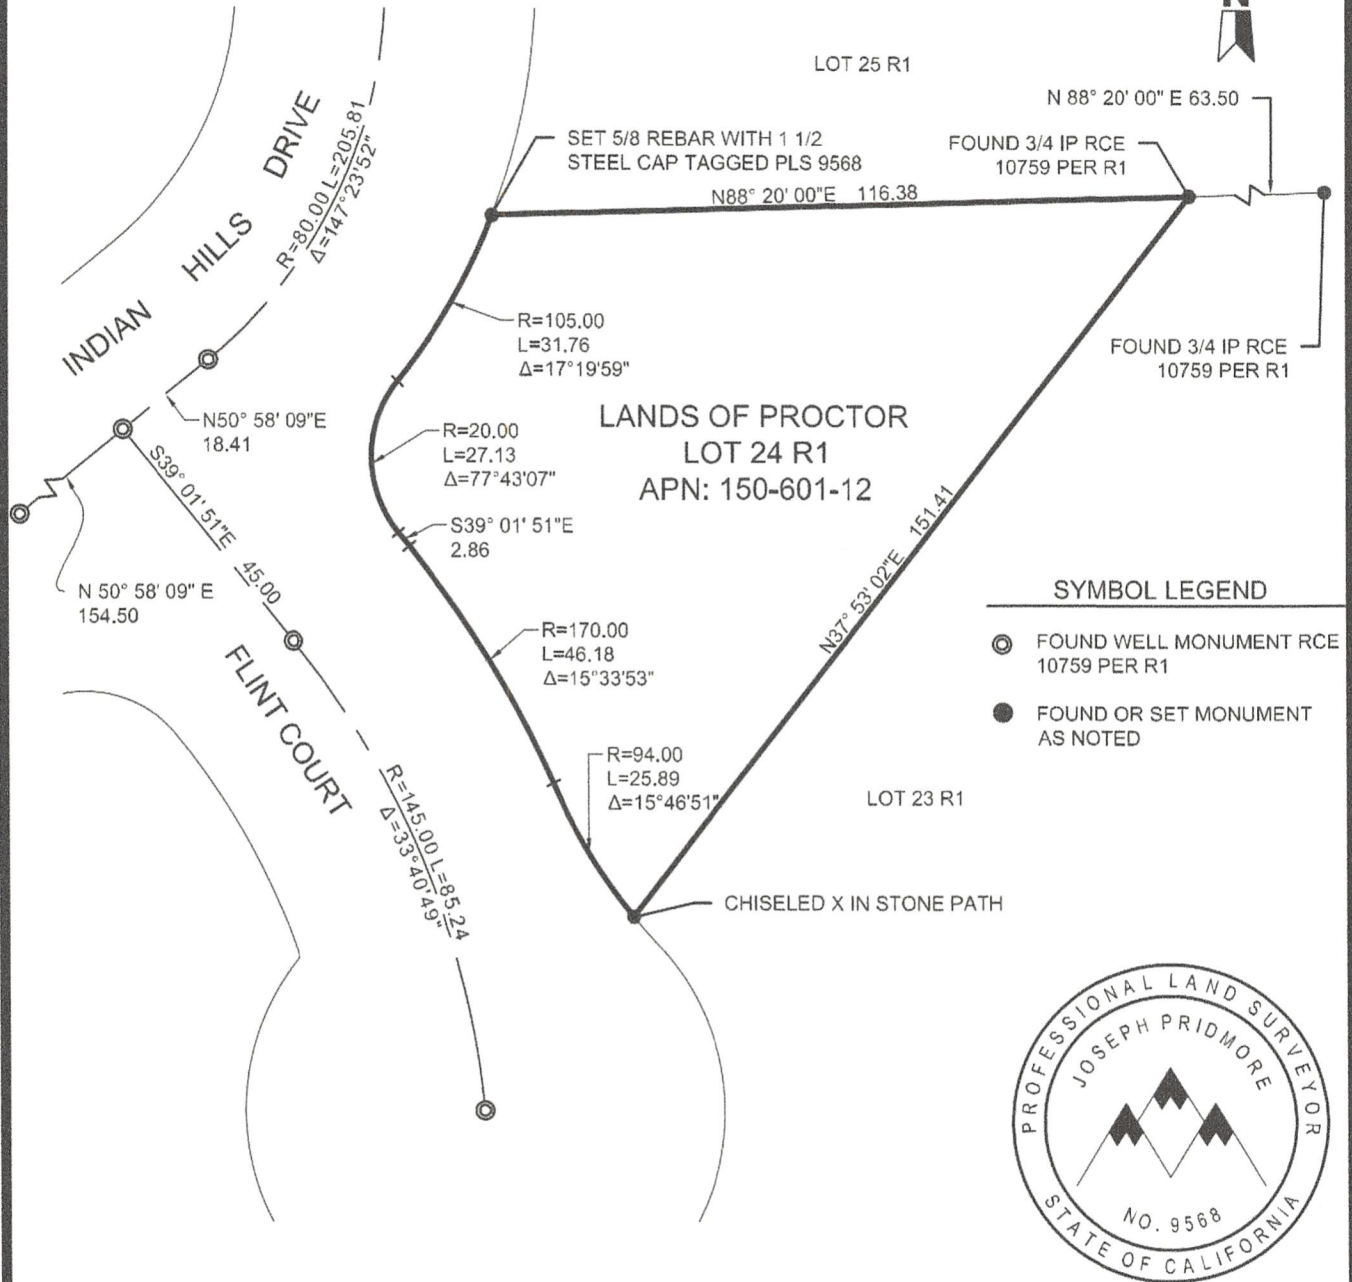 N
LOT 25 R1
N 88° 20' 00" E 63.50
SET 5/8 REBAR WITH 1 1/2
STEEL CAP TAGGED PLS 9568
FOUND 3/4 IP RCE
10759 PER R1
N88° 20' 00"E 116.38
INDIAN HILLS DRIVE
R=80.00 L=205.81
Δ=147°23'52"
R=105.00
L=31.76
Δ=17°19'59"
FOUND 3/4 IP RCE
10759 PER R1
N50° 58' 09"E
18.41
R=20.00
L=27.13
Δ=77°43'07"
LANDS OF PROCTOR
LOT 24 R1
APN: 150-601-12
S39° 01' 51"E 45.00
S39° 01' 51"E
2.86
N37° 53' 02"E 151.41
N 50° 58' 09" E
154.50
SYMBOL LEGEND
FOUND WELL MONUMENT RCE
10759 PER R1
FOUND OR SET MONUMENT
AS NOTED
R=170.00
L=46.18
Δ=15°33'53"
FLINT COURT
R=94.00
L=25.89
Δ=15°46'51"
R=145.00 L=85.24
Δ=33°40'49"
LOT 23 R1
CHISELED X IN STONE PATH
PROFESSIONAL LAND SURVEYOR
JOSEPH PRIDMORE
NO. 9568
STATE OF CALIFORNIA